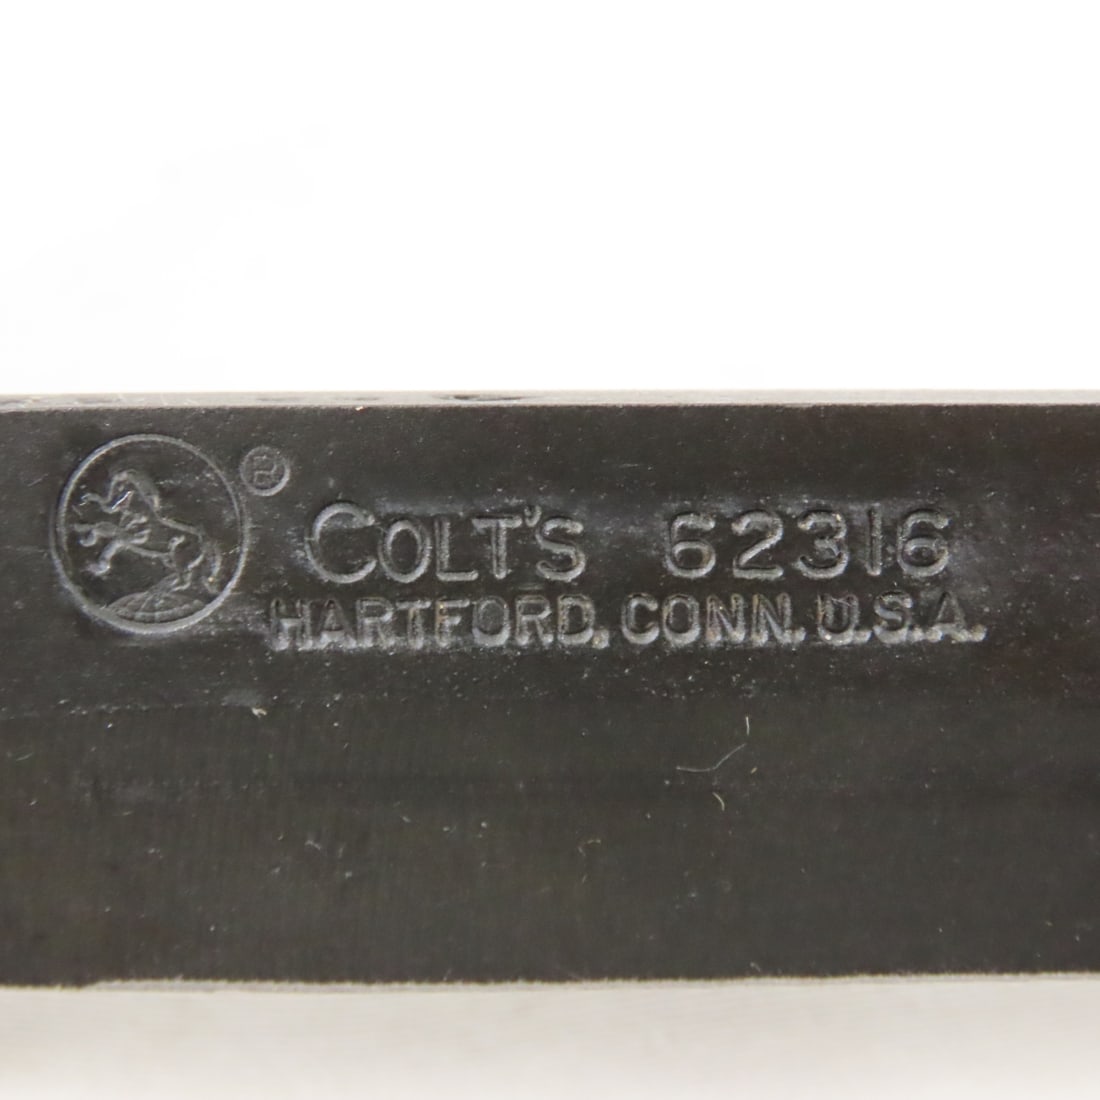 ® COLT'S 62316
HARTFORD, CONN. U.S.A.